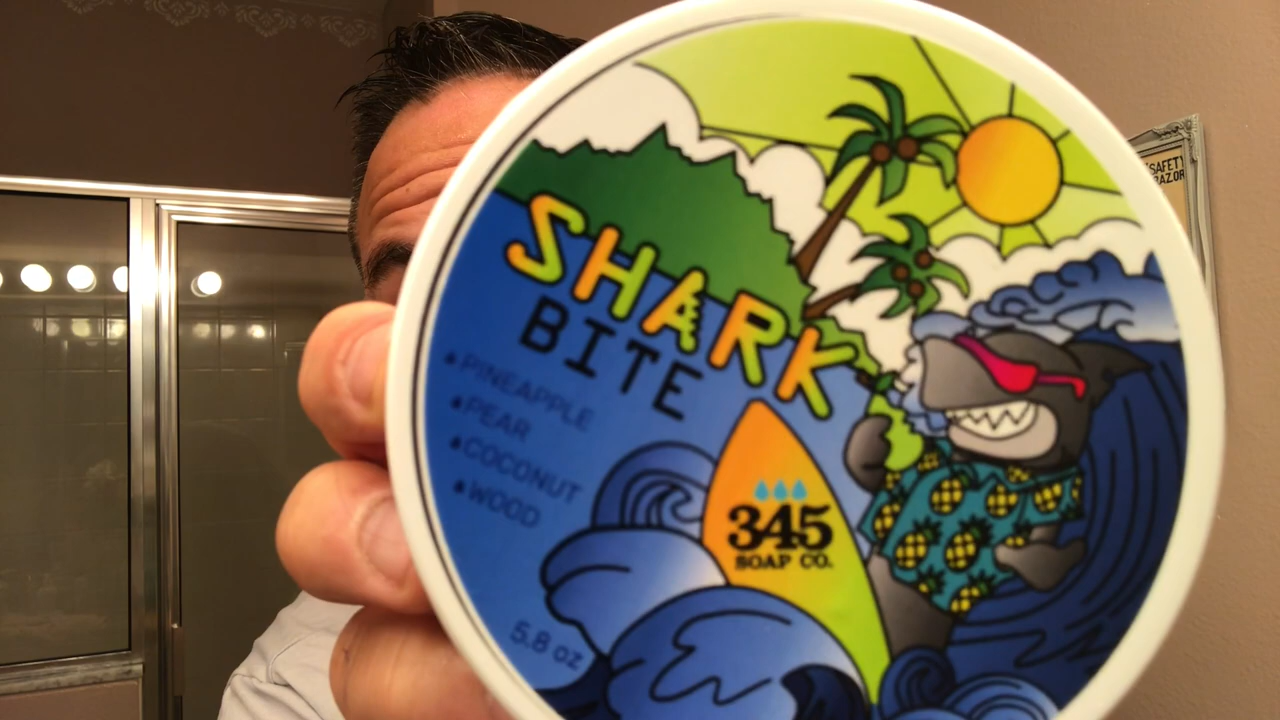 SHARK
BITE
PINEAPPLE
PEAR
COCONUT
WOOD
345
SOAP CO.
5.8 oz
SAFETY
RAZOR